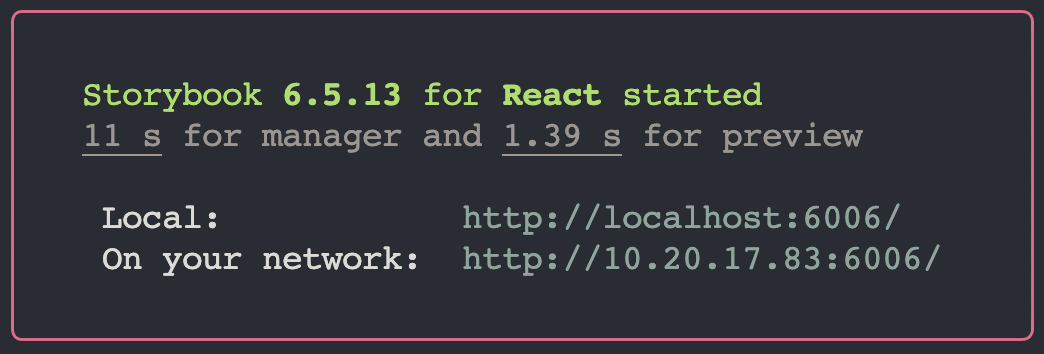 Storybook 6.5.13 for React started
11 s for manager and 1.39 s for preview
Local: http://localhost:6006/
On your network: http://10.20.17.83:6006/